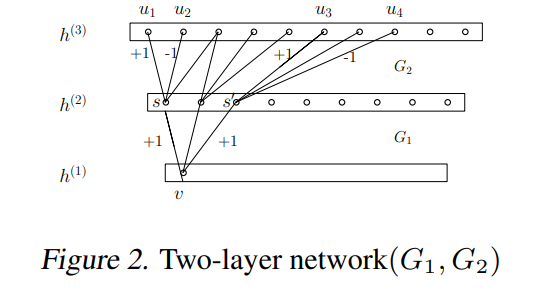 u₁ u₂ u₃ u₄
h⁽³⁾
+1 -1 +1 -1
G₂
h⁽²⁾ s s'
+1 +1 G₁
h⁽¹⁾
v
Figure 2. Two-layer network(G₁, G₂)